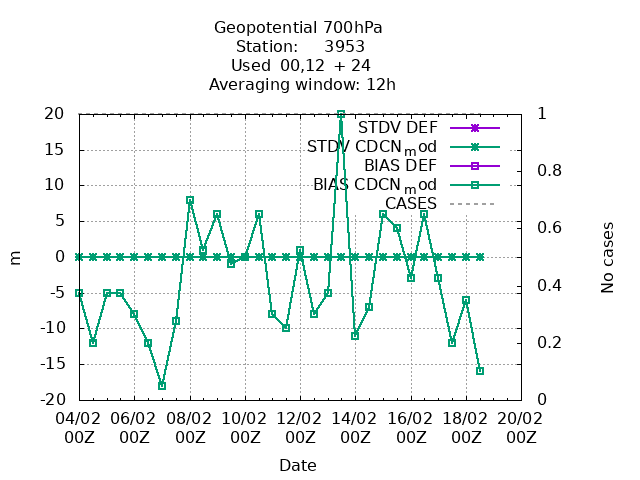 Geopotential 700hPa
Station: 3953
Used 00,12 + 24
Averaging window: 12h
20 1
STDV DEF
15
STDV CDCNmod
BIAS DEF
0.8
10
BIAS CDCNmod
CASES
5
0.6
0
m
No cases
-5
0.4
-10
0.2
-15
-20 0
04/02 06/02 08/02 10/02 12/02 14/02 16/02 18/02 20/02
00Z 00Z 00Z 00Z 00Z 00Z 00Z 00Z 00Z
Date